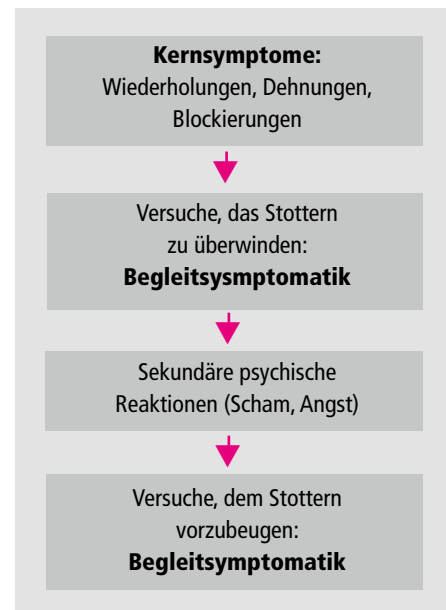 Kernsymptome:
Wiederholungen, Dehnungen,
Blockierungen
Versuche, das Stottern
zu überwinden:
Begleitsysmptomatik
Sekundäre psychische
Reaktionen (Scham, Angst)
Versuche, dem Stottern
vorzubeugen:
Begleitsymptomatik